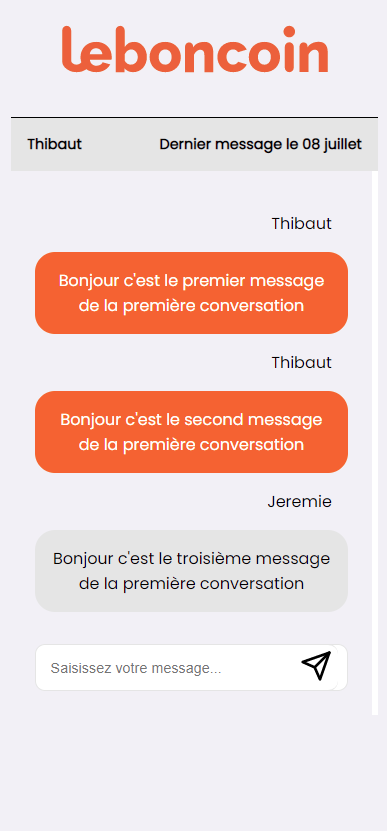 leboncoin
Thibaut Dernier message le 08 juillet
Thibaut
Bonjour c'est le premier message
de la première conversation
Thibaut
Bonjour c'est le second message
de la première conversation
Jeremie
Bonjour c'est le troisième message
de la première conversation
Saisissez votre message...